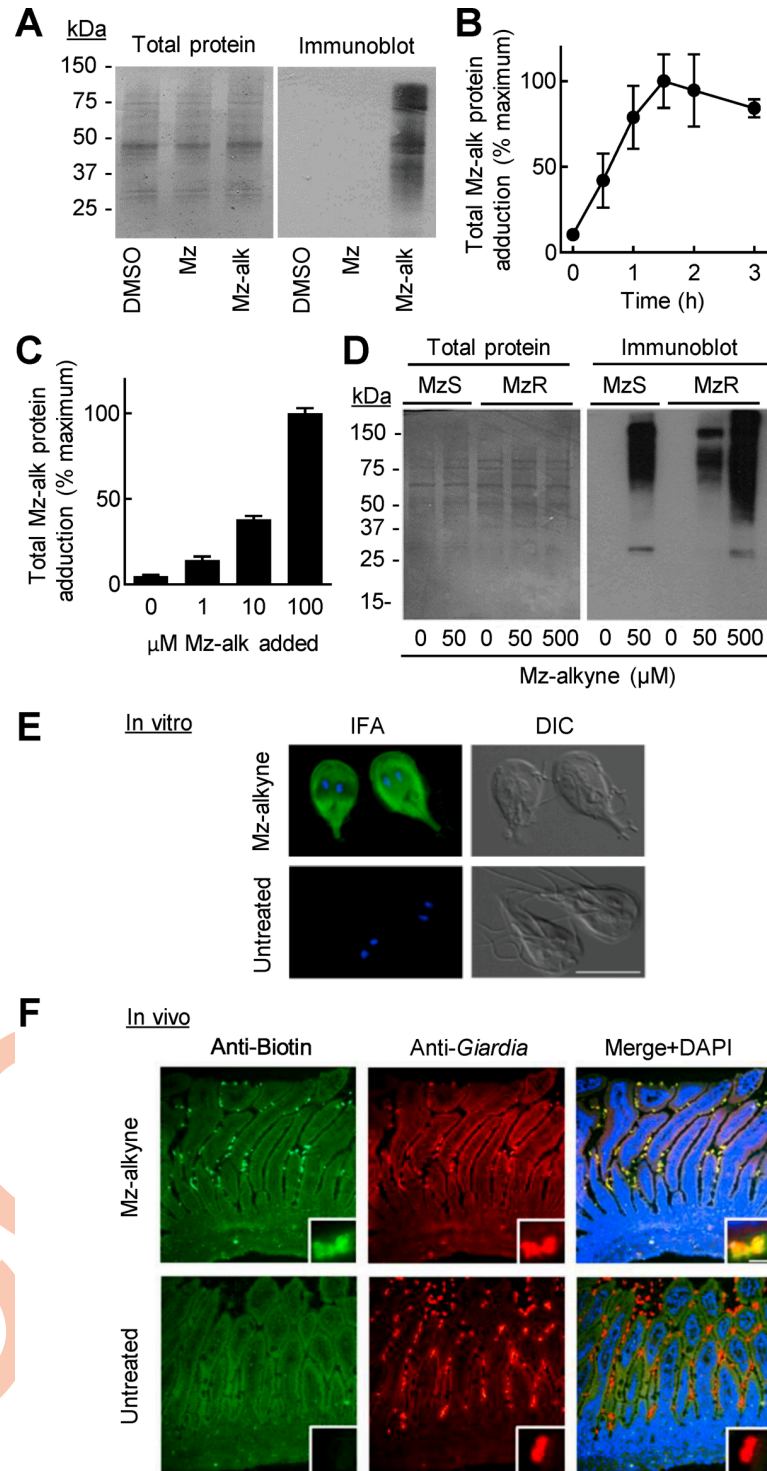 A
kDa
Total protein
Immunoblot
150 -
75 -
50 -
37 -
25 -
DMSO
Mz
Mz-alk
DMSO
Mz
Mz-alk
B
Total Mz-alk protein
adduction (% maximum)
100
50
0
0 1 2 3
Time (h)
C
Total Mz-alk protein
adduction (% maximum)
100
50
0
0 1 10 100
µM Mz-alk added
D
Total protein
Immunoblot
MzS MzR MzS MzR
kDa
150 -
75 -
50 -
37 -
25 -
15-
0 50 0 50 500 0 50 0 50 500
Mz-alkyne (µM)
E
In vitro
IFA
DIC
Mz-alkyne
Untreated
F
In vivo
Anti-Biotin
Anti-Giardia
Merge+DAPI
Mz-alkyne
Untreated